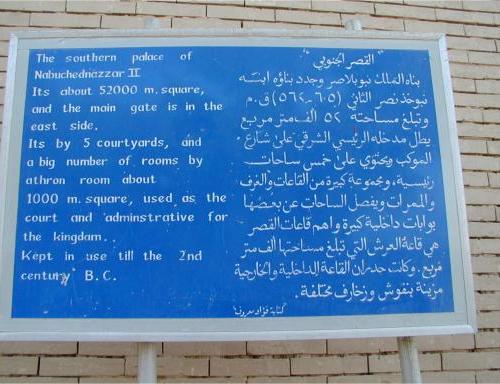 The southern palace of
Nabuchednazzar II
Its about 52000 m.square,
and the main gate is in the
east side.
Its by 5 courtyards, and
a big number of rooms by
athron room about
1000 m.square, used as the
court and adminstrative for
the kingdam.
Kept in use till the 2nd
century B.C.
"القصر الجنوبي"
بناه الملك نبوبلاصر وجدد بناؤه ابنه
نبوخذ نصر الثاني (٦٠٥-٥٦٢) ق.م
وتبلغ مساحته ٥٢ الف متر مربع
يطل مدخله الرئيسي الشرقي على شارع
الموكب ويحتوي على خمس ساحات
رئيسية، ومجموعة كبيرة من القاعات والغرف
والممرات ويفصل الساحات عن بعضها
بوابات داخلية كبيرة واهم قاعات القصر
هي قاعة العرش التي تبلغ مساحتها الف متر
مربع. وكانت جدران القاعة الداخلية والخارجية
مزينة بنقوش وزخارف مختلفة.
كتابة فؤاد